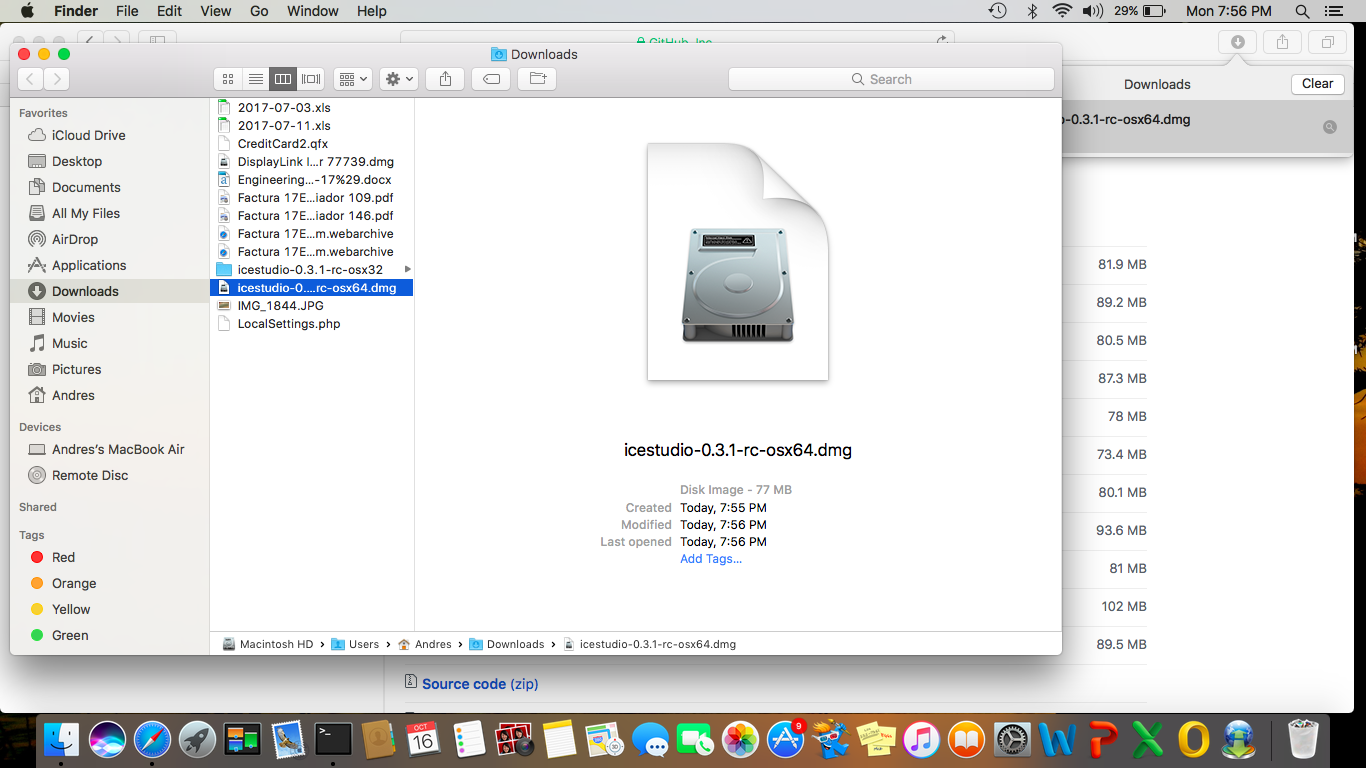 Finder File Edit View Go Window Help 29% Mon 7:56 PM
GitHub, Inc.
Downloads
Search
Downloads Clear
-0.3.1-rc-osx64.dmg
Favorites
iCloud Drive
Desktop
Documents
All My Files
AirDrop
Applications
Downloads
Movies
Music
Pictures
Andres
Devices
Andres's MacBook Air
Remote Disc
Shared
Tags
Red
Orange
Yellow
Green
2017-07-03.xls
2017-07-11.xls
CreditCard2.qfx
DisplayLink I...r 77739.dmg
Engineering...-17%29.docx
Factura 17E...iador 109.pdf
Factura 17E...iador 146.pdf
Factura 17E...m.webarchive
Factura 17E...m.webarchive
icestudio-0.3.1-rc-osx32
icestudio-0....rc-osx64.dmg
IMG_1844.JPG
LocalSettings.php
icestudio-0.3.1-rc-osx64.dmg
Disk Image - 77 MB
Created Today, 7:55 PM
Modified Today, 7:56 PM
Last opened Today, 7:56 PM
Add Tags...
81.9 MB
89.2 MB
80.5 MB
87.3 MB
78 MB
73.4 MB
80.1 MB
93.6 MB
81 MB
102 MB
89.5 MB
Macintosh HD › Users › Andres › Downloads › icestudio-0.3.1-rc-osx64.dmg
Source code (zip)
OCT
16
9